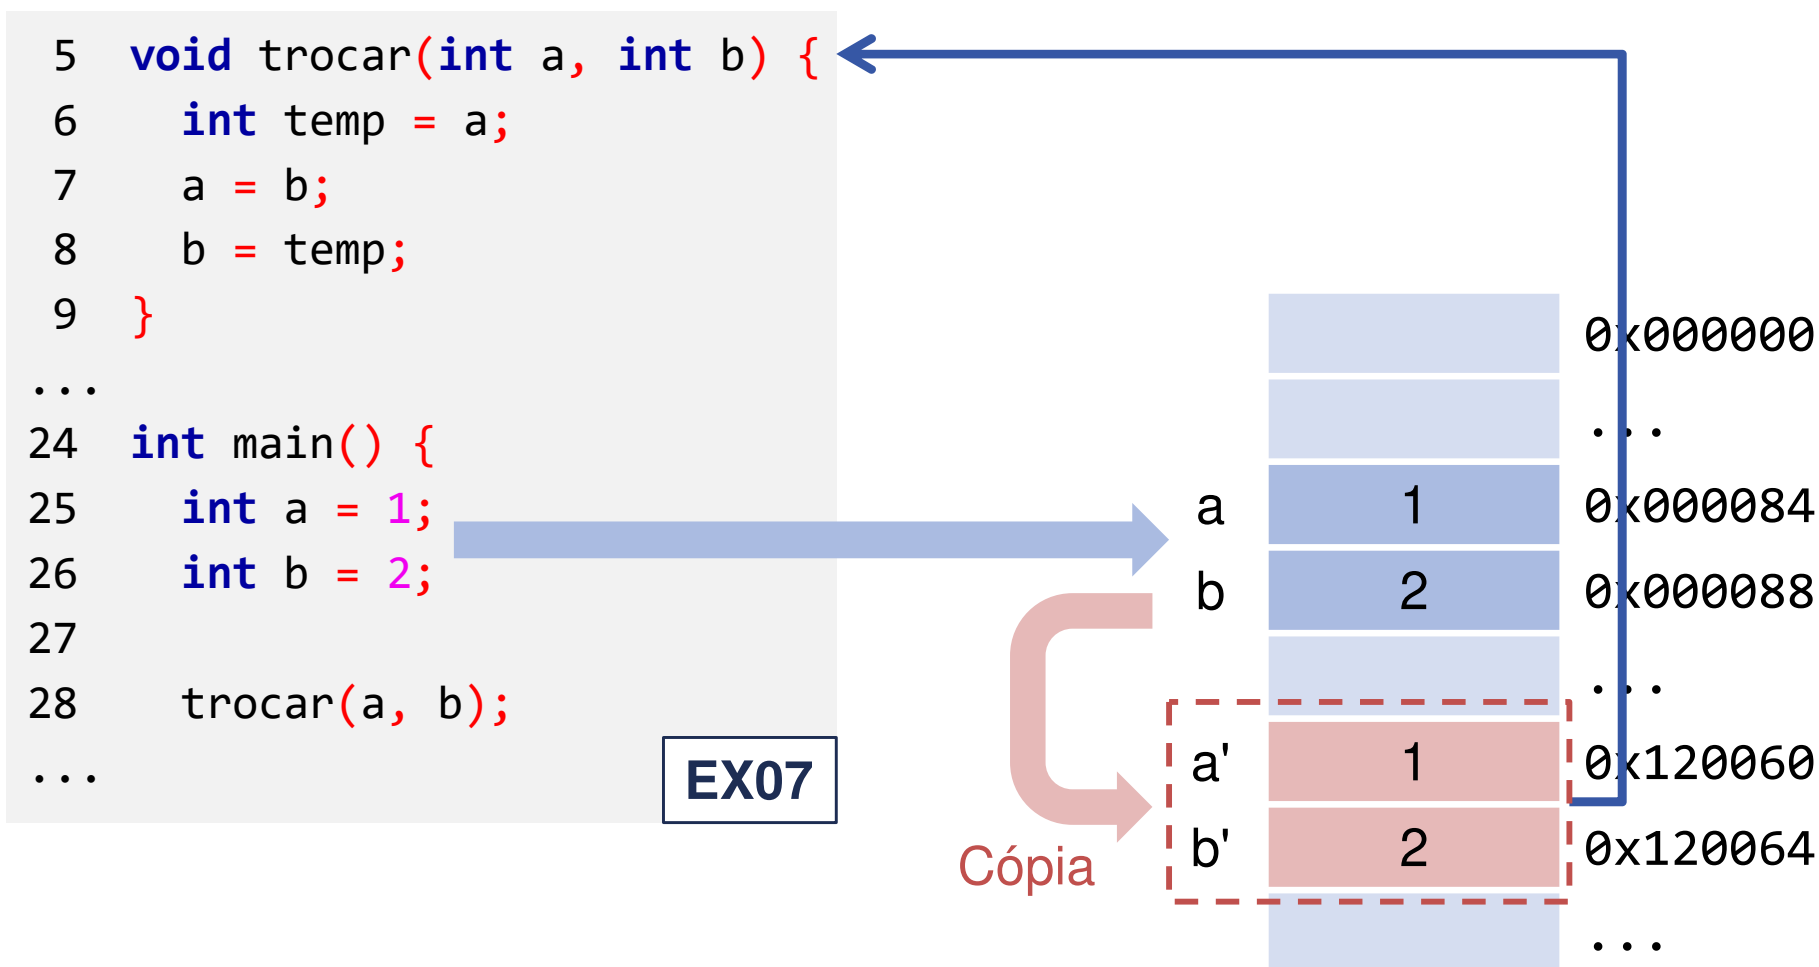 5 void trocar(int a, int b) {
6 int temp = a;
7 a = b;
8 b = temp;
9 }
...
24 int main() {
25 int a = 1;
26 int b = 2;
27
28 trocar(a, b);
...
EX07
0x000000
...
a 1 0x000084
b 2 0x000088
...
a' 1 0x120060
b' 2 0x120064
Cópia
...